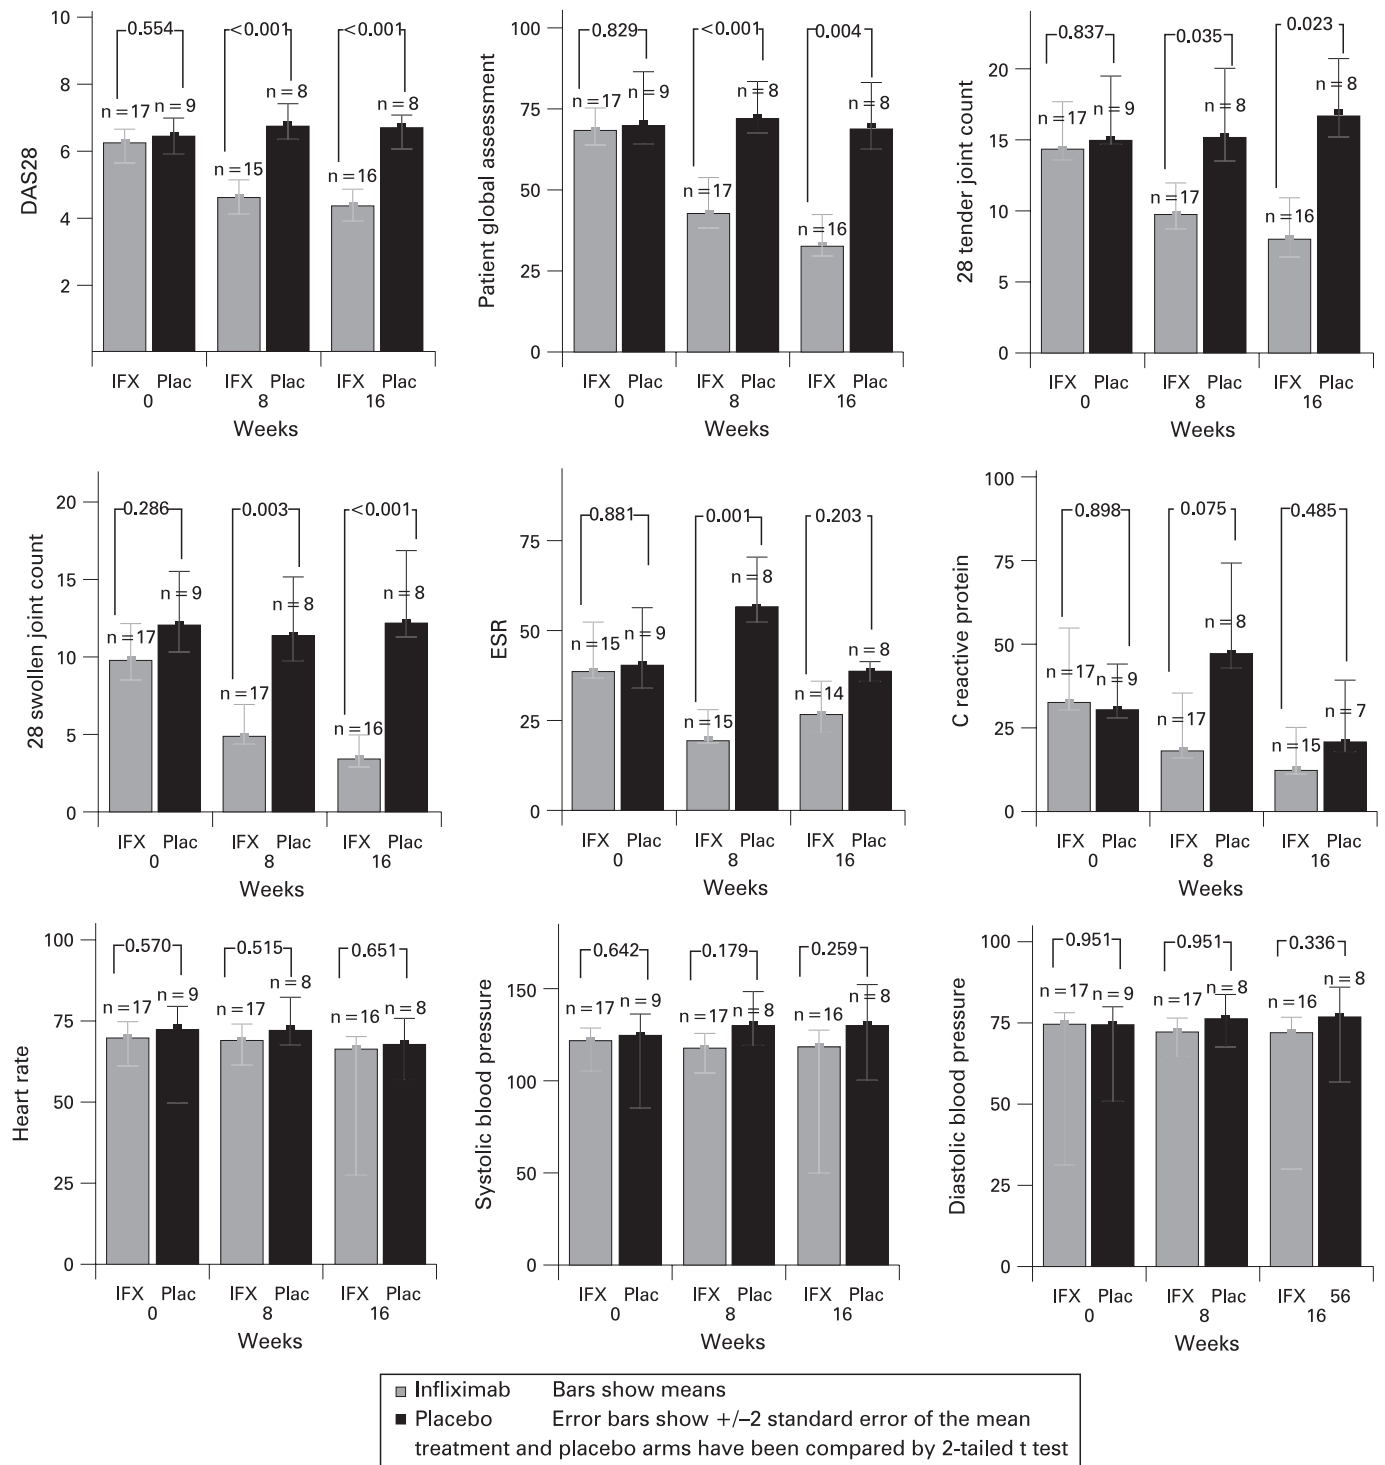 DAS28
10
8
6
4
2
0.554
<0.001
<0.001
n=17
n=9
n=15
n=8
n=16
n=8
IFX Plac IFX Plac IFX Plac
0 8 16
Weeks
Patient global assessment
100
75
50
25
0
0.829
<0.001
0.004
n=17
n=9
n=17
n=8
n=16
n=8
IFX Plac IFX Plac IFX Plac
0 8 16
Weeks
28 tender joint count
20
15
10
5
0
0.837
0.035
0.023
n=17
n=9
n=17
n=8
n=16
n=8
IFX Plac IFX Plac IFX Plac
0 8 16
Weeks
28 swollen joint count
20
15
10
5
0
0.286
0.003
<0.001
n=17
n=9
n=17
n=8
n=16
n=8
IFX Plac IFX Plac IFX Plac
0 8 16
Weeks
ESR
75
50
25
0
0.881
0.001
0.203
n=15
n=9
n=15
n=8
n=14
n=8
IFX Plac IFX Plac IFX Plac
0 8 16
Weeks
C reactive protein
100
75
50
25
0
0.898
0.075
0.485
n=17
n=9
n=17
n=8
n=15
n=7
IFX Plac IFX Plac IFX Plac
0 8 16
Weeks
Heart rate
100
75
50
25
0
0.570
0.515
0.651
n=17
n=9
n=17
n=8
n=16
n=8
IFX Plac IFX Plac IFX Plac
0 8 16
Weeks
Systolic blood pressure
150
100
50
0
0.642
0.179
0.259
n=17
n=9
n=17
n=8
n=16
n=8
IFX Plac IFX Plac IFX Plac
0 8 16
Weeks
Diastolic blood pressure
100
75
50
25
0
0.951
0.951
0.336
n=17
n=9
n=17
n=8
n=16
n=8
IFX Plac IFX Plac IFX 56
0 8 16
Weeks
Infliximab Bars show means
Placebo Error bars show +/–2 standard error of the mean
treatment and placebo arms have been compared by 2-tailed t test